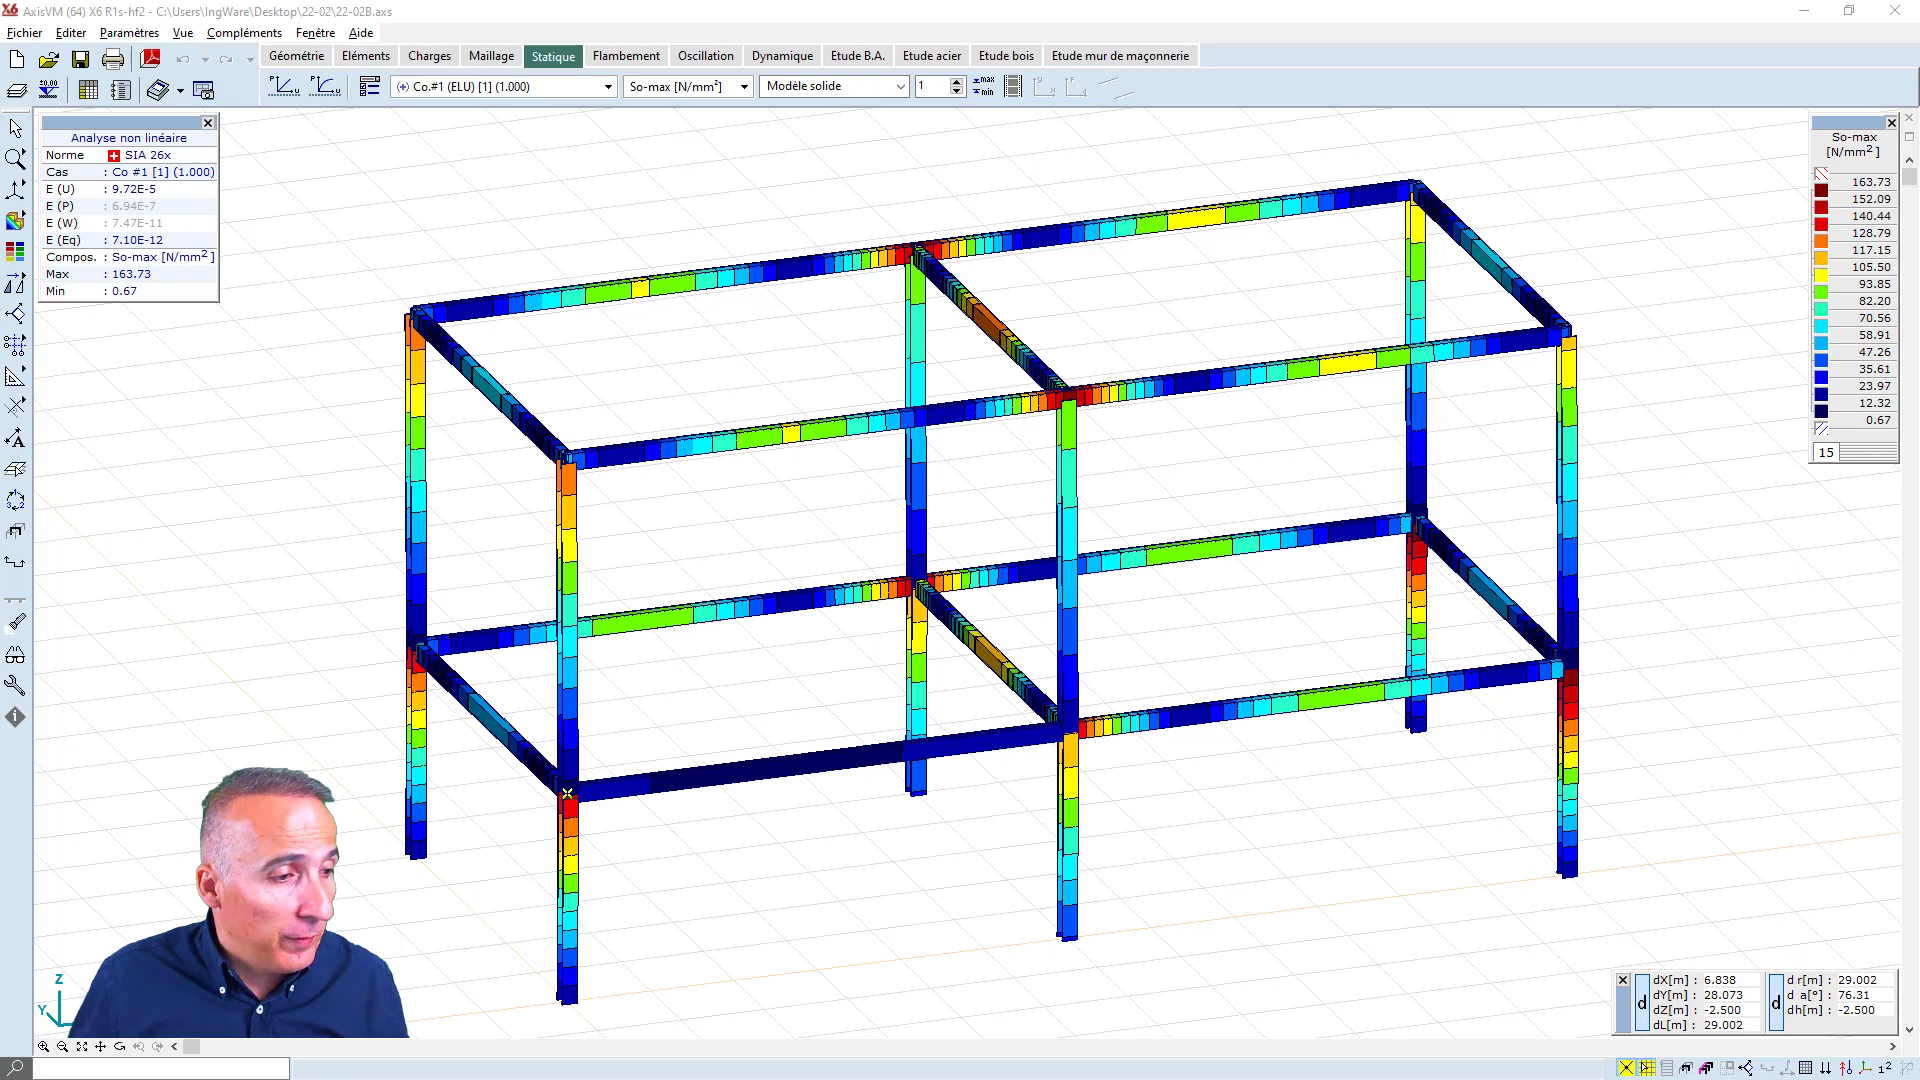 AxisVM (64) X6 R1s-hf2 - C:\Users\IngWare\Desktop\22-02\22-02B.axs
Fichier Editer Paramètres Vue Compléments Fenêtre Aide
Géométrie Eléments Charges Maillage Statique Flambement Oscillation Dynamique Etude B.A. Etude acier Etude bois Etude mur de maçonnerie
Co.#1 (ELU) [1] (1.000) So-max [N/mm²] Modèle solide 1 max min
Analyse non linéaire
Norme SIA 26x
Cas : Co #1 [1] (1.000)
E (U) : 9.72E-5
E (P) : 6.94E-7
E (W) : 7.47E-11
E (Eq) : 7.10E-12
Compos. : So-max [N/mm²]
Max : 163.73
Min : 0.67
So-max
[N/mm²]
163.73
152.09
140.44
128.79
117.15
105.50
93.85
82.20
70.56
58.91
47.26
35.61
23.97
12.32
0.67
15
Z
Y
d
dX[m] : 6.838
dY[m] : 28.073
dZ[m] : -2.500
dL[m] : 29.002
d
d r[m] : 29.002
d a[°] : 76.31
dh[m] : -2.500